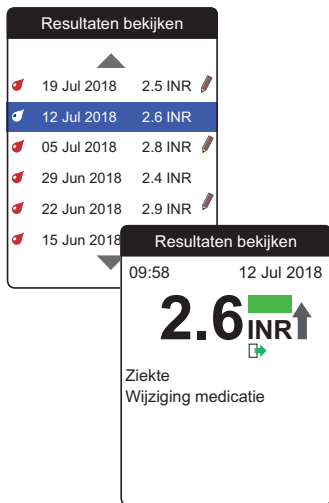 Resultaten bekijken
19 Jul 2018 2.5 INR
12 Jul 2018 2.6 INR
05 Jul 2018 2.8 INR
29 Jun 2018 2.4 INR
22 Jun 2018 2.9 INR
15 Jun 2018
Resultaten bekijken
09:58 12 Jul 2018
2.6 INR
Ziekte
Wijziging medicatie